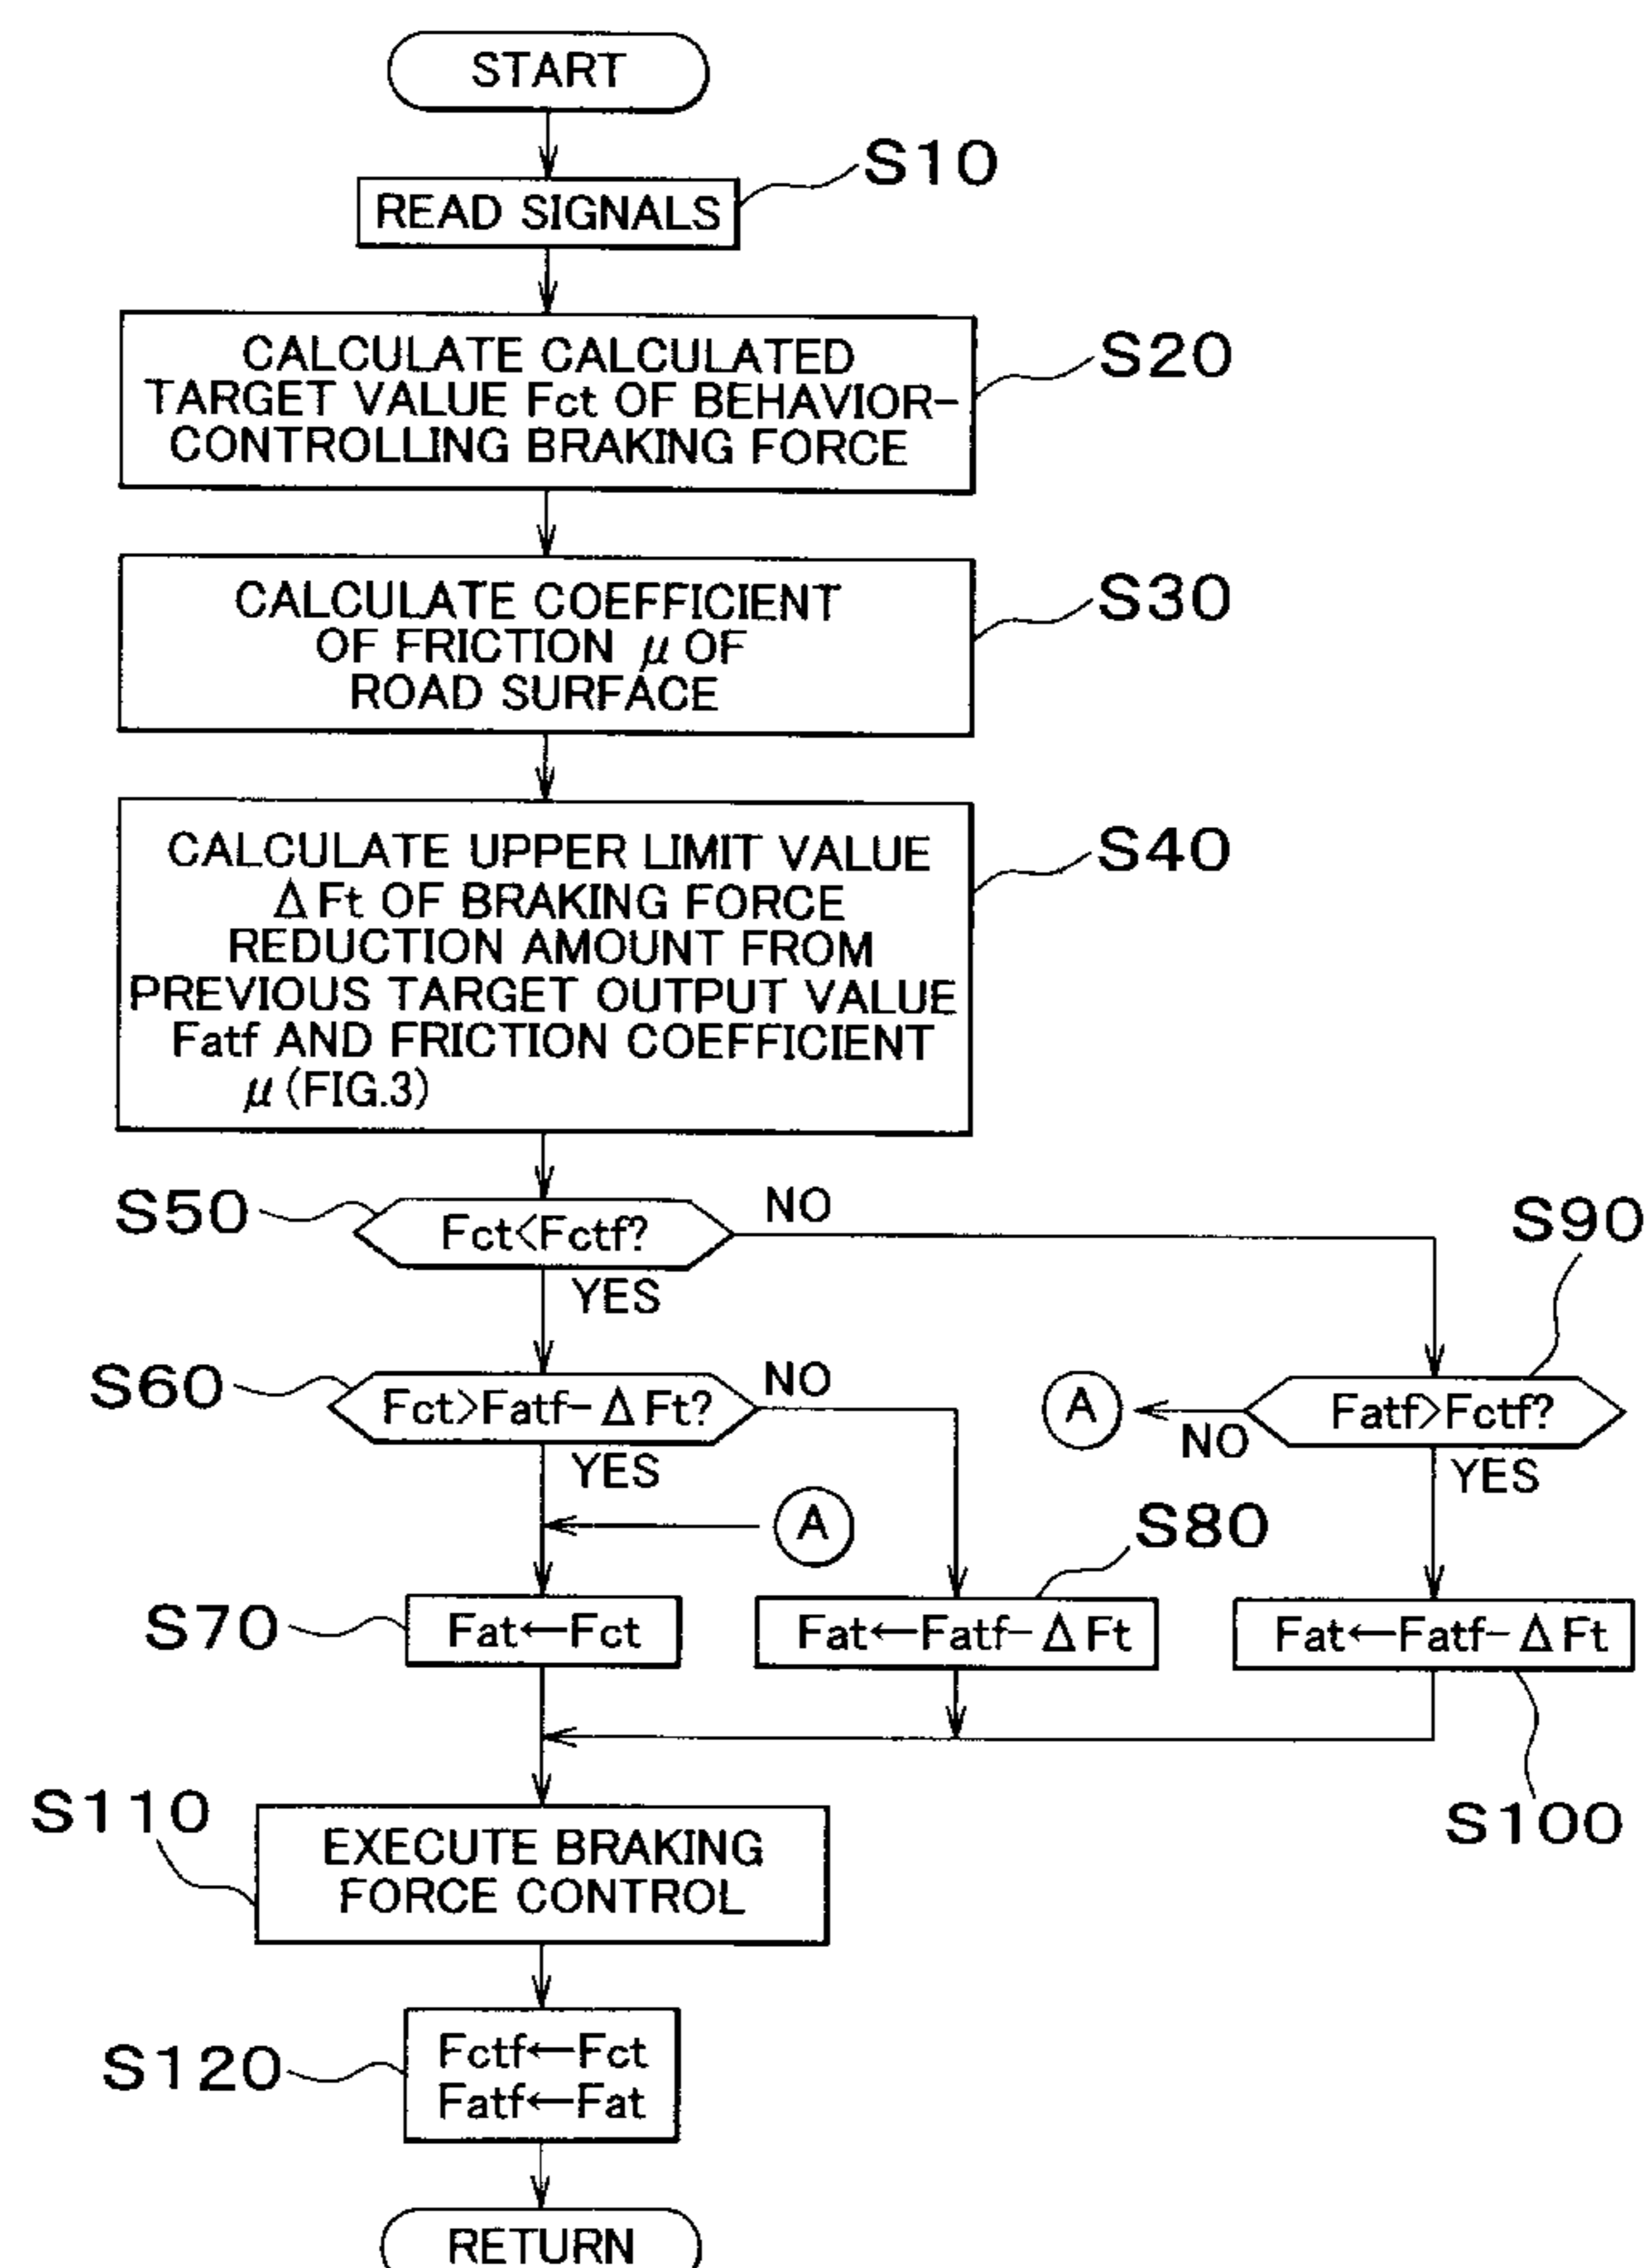 START
S10
READ SIGNALS
S20
CALCULATE CALCULATED
TARGET VALUE Fct OF BEHAVIOR-
CONTROLLING BRAKING FORCE
S30
CALCULATE COEFFICIENT
OF FRICTION μ OF
ROAD SURFACE
S40
CALCULATE UPPER LIMIT VALUE
Δ Ft OF BRAKING FORCE
REDUCTION AMOUNT FROM
PREVIOUS TARGET OUTPUT VALUE
Fatf AND FRICTION COEFFICIENT
μ (FIG.3)
S50
Fct<Fctf?
NO
YES
S90
S60
Fct>Fatf- Δ Ft?
NO
YES
A
NO
Fatf>Fctf?
YES
A
S80
S70
Fat←Fct
Fat←Fatf- Δ Ft
Fat←Fatf- Δ Ft
S100
S110
EXECUTE BRAKING
FORCE CONTROL
S120
Fctf←Fct
Fatf←Fat
RETURN